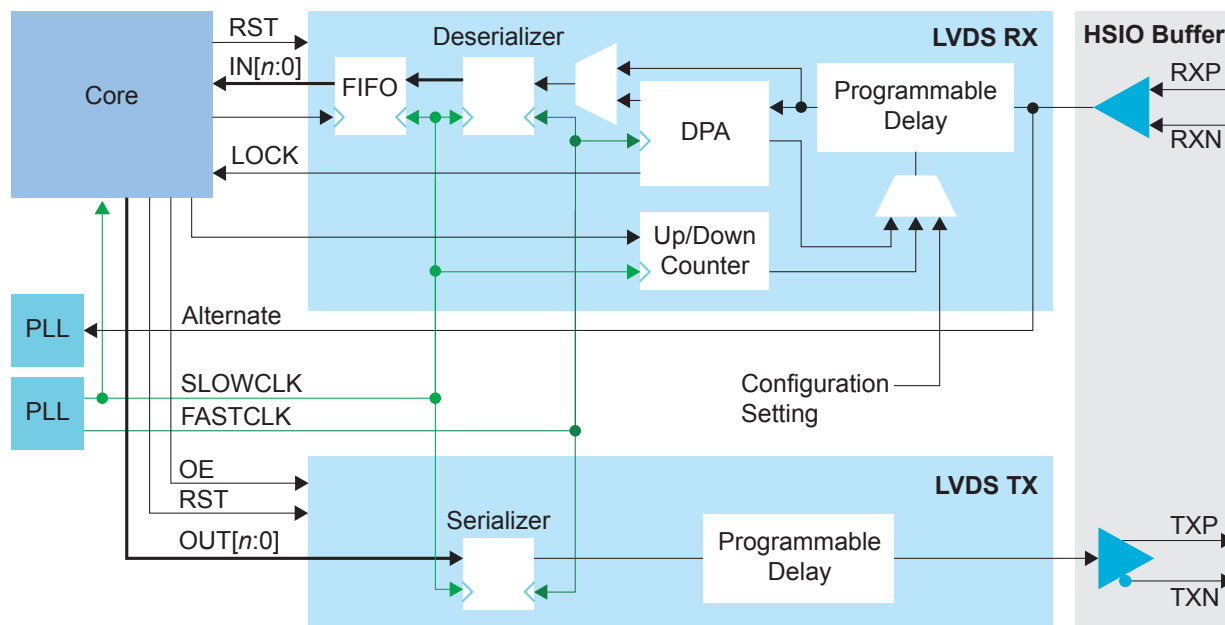 RST
Deserializer
LVDS RX
HSIO Buffer
IN[n:0]
Core
FIFO
DPA
Programmable
Delay
RXP
RXN
LOCK
Up/Down
Counter
Alternate
PLL
SLOWCLK
PLL
FASTCLK
Configuration
Setting
OE
RST
LVDS TX
OUT[n:0]
Serializer
Programmable
Delay
TXP
TXN